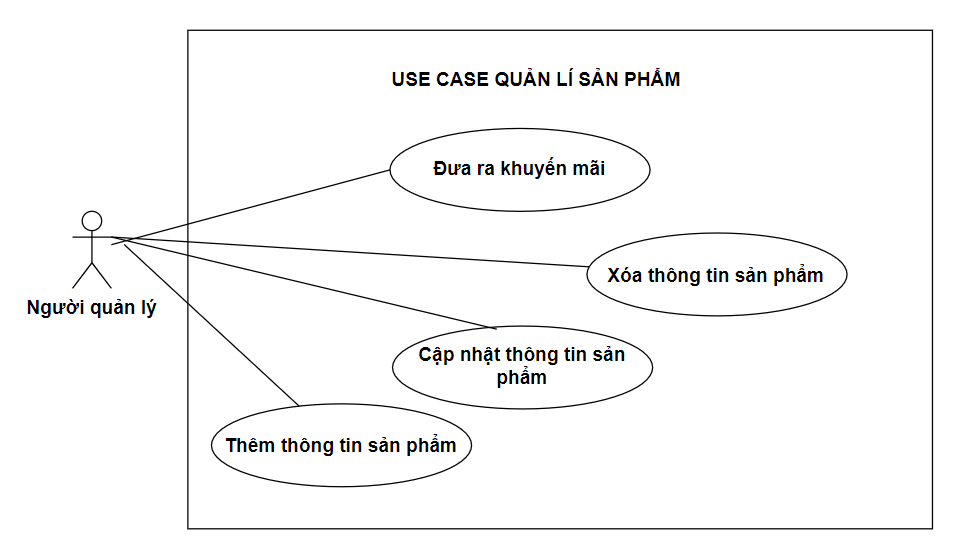 USE CASE QUẢN LÍ SẢN PHẨM
Đưa ra khuyến mãi
Xóa thông tin sản phẩm
Người quản lý
Cập nhật thông tin sản
phẩm
Thêm thông tin sản phẩm